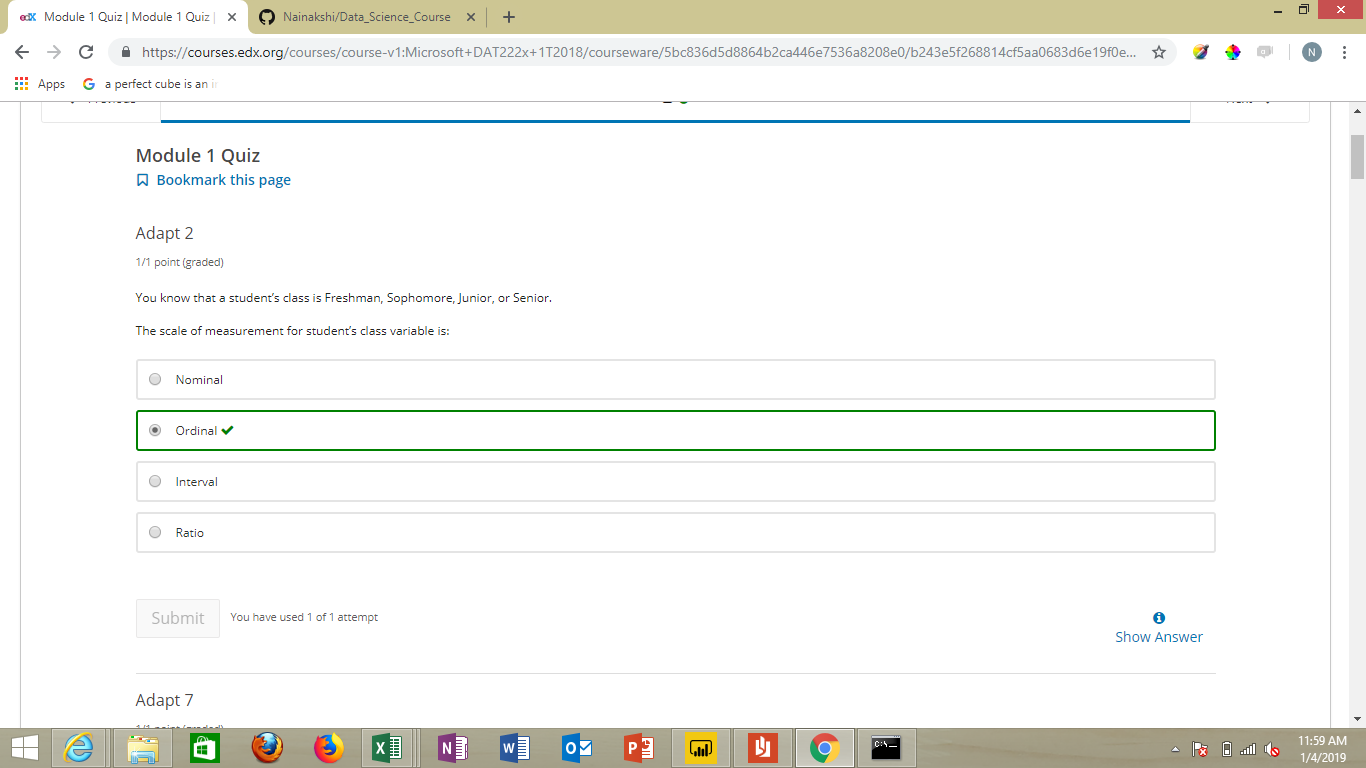 edX Module 1 Quiz | Module 1 Quiz |
Nainakshi/Data_Science_Course
https://courses.edx.org/courses/course-v1:Microsoft+DAT222x+1T2018/courseware/5bc836d5d8864b2ca446e7536a8208e0/b243e5f268814cf5aa0683d6e19f0e...
N
Apps
G a perfect cube is an i
Module 1 Quiz
Bookmark this page
Adapt 2
1/1 point (graded)
You know that a student’s class is Freshman, Sophomore, Junior, or Senior.
The scale of measurement for student’s class variable is:
Nominal
Ordinal
Interval
Ratio
Submit
You have used 1 of 1 attempt
Show Answer
Adapt 7
1/1 point (graded)
11:59 AM
1/4/2019